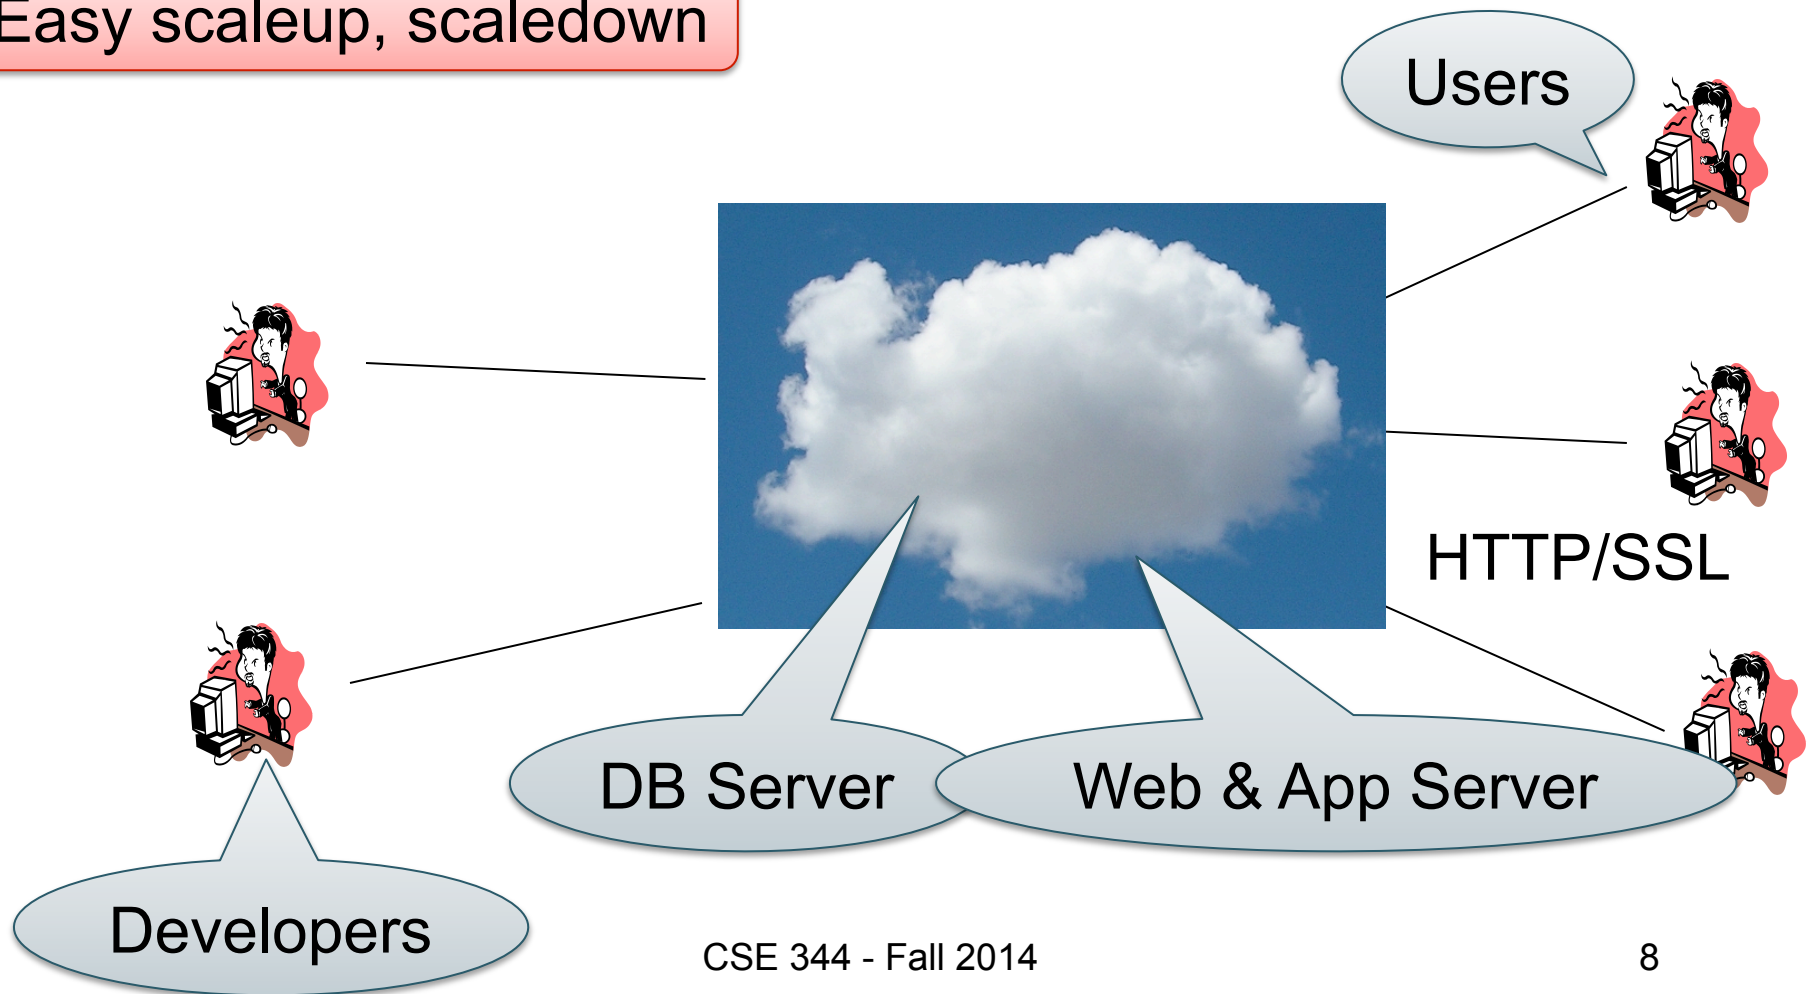 Easy scaleup, scaledown
Users
HTTP/SSL
DB Server
Web & App Server
Developers
CSE 344 - Fall 2014
8